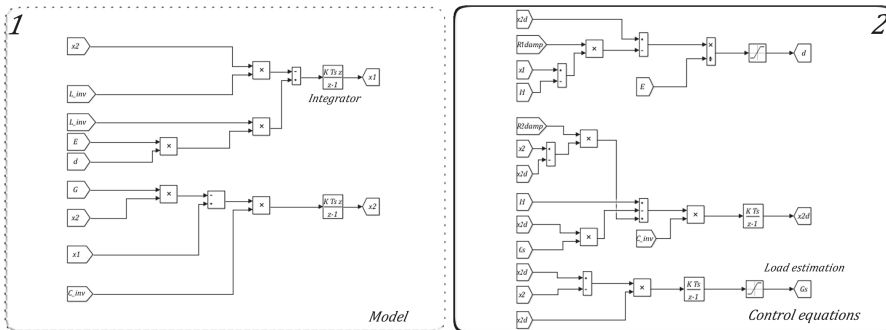 1
x2
L_inv
L_inv
E
d
× × ×
- +
K Ts z
z-1
x1
Integrator
G
x2
x1
C_inv
× ×
- +
K Ts z
z-1
x2
Model
2
x2d
R1damp
x1
H
+ -
×
+ -
E
× ÷
d
R2damp
x2
x2d
+ -
×
H
x2d
Gs
×
+ - -
C_inv
×
K Ts
z-1
x2d
x2d
x2
x2d
+ -
×
K Ts
z-1
Load estimation
Gs
Control equations